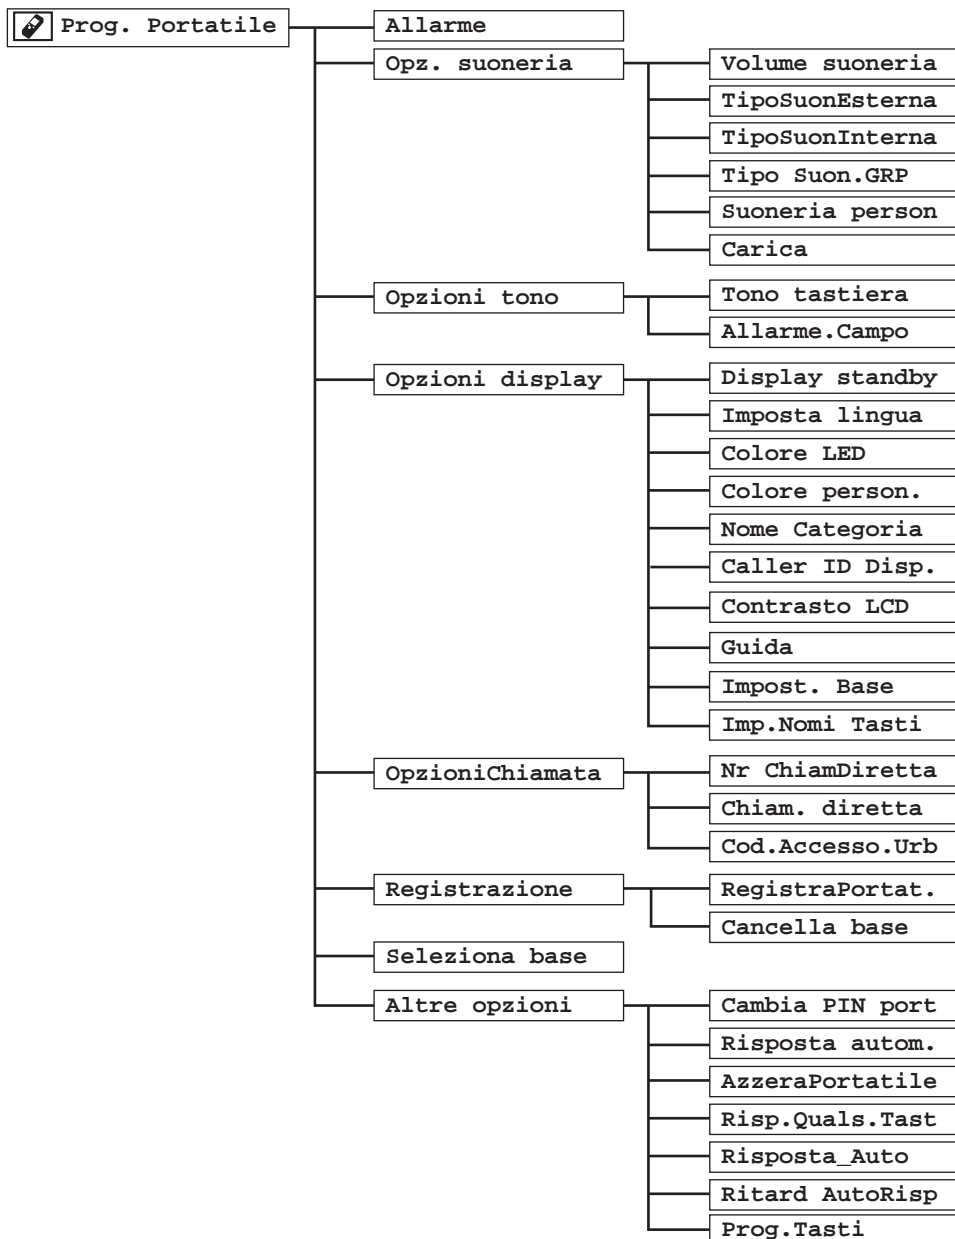 Prog. Portatile
Allarme
Opz. suoneria
Volume suoneria
TipoSuonEsterna
TipoSuonInterna
Tipo Suon.GRP
Suoneria person
Carica
Opzioni tono
Tono tastiera
Allarme.Campo
Opzioni display
Display standby
Imposta lingua
Colore LED
Colore person.
Nome Categoria
Caller ID Disp.
Contrasto LCD
Guida
Impost. Base
Imp.Nomi Tasti
OpzioniChiamata
Nr ChiamDiretta
Chiam. diretta
Cod.Accesso.Urb
Registrazione
RegistraPortat.
Cancella base
Seleziona base
Altre opzioni
Cambia PIN port
Risposta autom.
AzzeraPortatile
Risp.Quals.Tast
Risposta_Auto
Ritard AutoRisp
Prog.Tasti